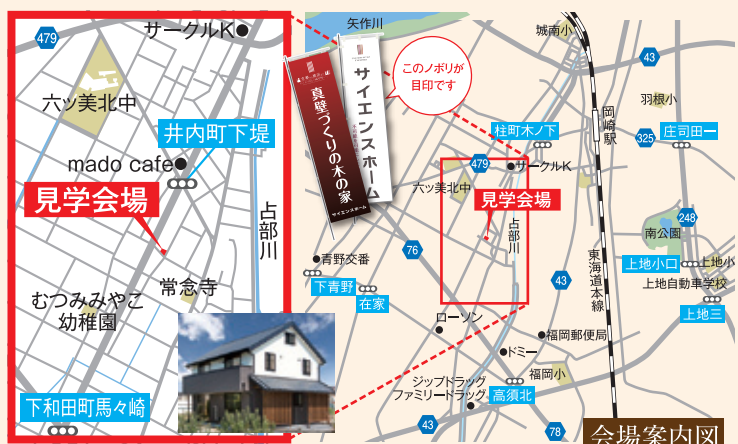 479
サークルK
六ッ美北中
井内町下堤
mado cafe
見学会場
占部川
常念寺
むつみみやこ
幼稚園
下和田町馬々崎
矢作川
このノボリが
目印です
サイエンスホーム
真壁づくりの木の家
サイエンスホーム
城南小
43
羽根小
岡崎駅
325
庄司田一
柱町木ノ下
479
サークルK
六ッ美北中
見学会場
占部川
76
248
南公園
上地小口
上地小
上地自動車学校
上地三
青野交番
下青野
在家
43
東海道本線
ローソン
福岡郵便局
ドミー
福岡小
ジップドラッグ
ファミリードラッグ
高須北
43
78
会場案内図